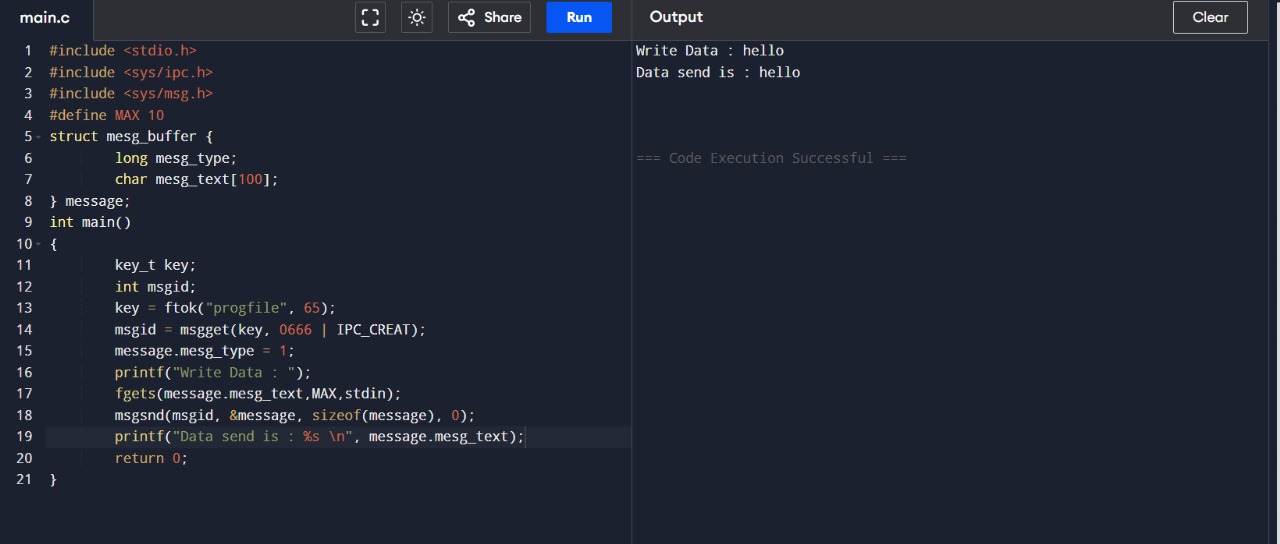 main.c
Share
Run
Output
Clear
1 #include <stdio.h>
2 #include <sys/ipc.h>
3 #include <sys/msg.h>
4 #define MAX 10
5 struct mesg_buffer {
6 long mesg_type;
7 char mesg_text[100];
8 } message;
9 int main()
10 {
11 key_t key;
12 int msgid;
13 key = ftok("progfile", 65);
14 msgid = msgget(key, 0666 | IPC_CREAT);
15 message.mesg_type = 1;
16 printf("Write Data : ");
17 fgets(message.mesg_text,MAX,stdin);
18 msgsnd(msgid, &message, sizeof(message), 0);
19 printf("Data send is : %s \n", message.mesg_text);
20 return 0;
21 }
Write Data : hello
Data send is : hello
=== Code Execution Successful ===